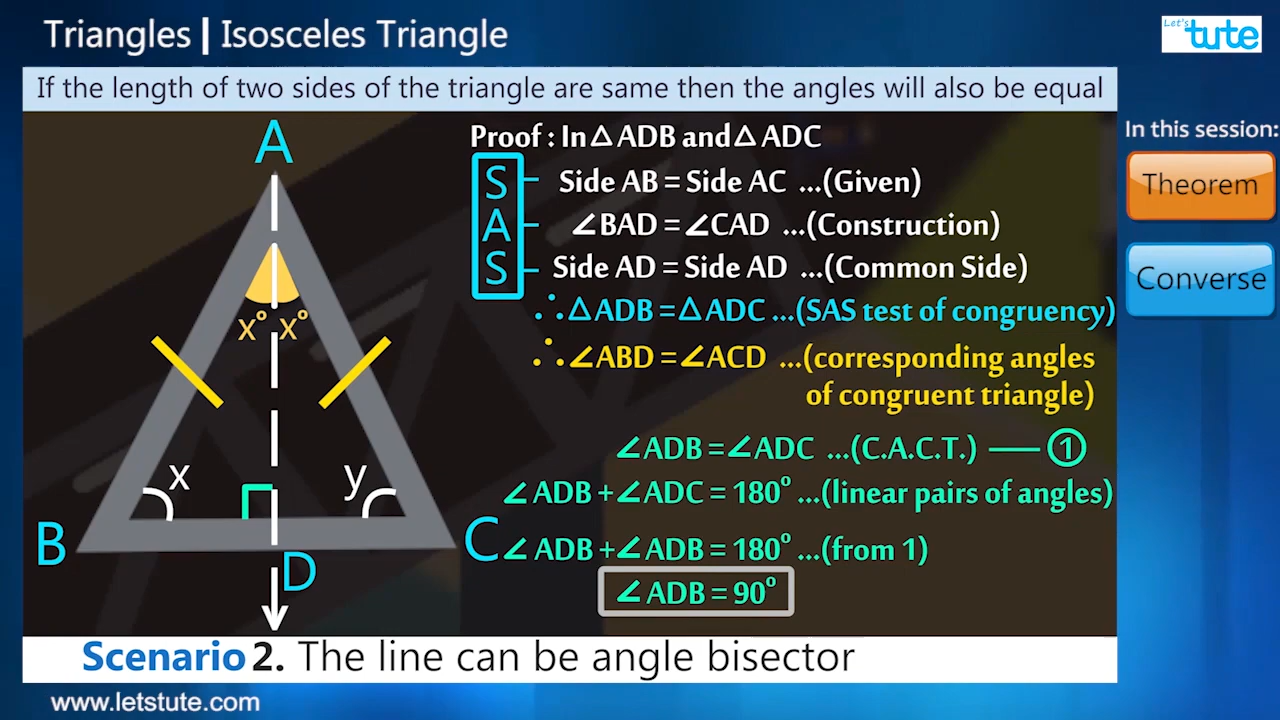 Triangles | Isosceles Triangle
Let's tute
If the length of two sides of the triangle are same then the angles will also be equal
In this session:
Theorem
Converse
A
x° x°
x
y
B
C
D
Proof : In △ ADB and △ ADC
S Side AB = Side AC ...(Given)
A ∠BAD = ∠CAD ...(Construction)
S Side AD = Side AD ...(Common Side)
∴ △ADB = △ADC ...(SAS test of congruency)
∴ ∠ABD = ∠ACD ...(corresponding angles
of congruent triangle)
∠ADB = ∠ADC ...(C.A.C.T.) — ①
∠ ADB + ∠ADC = 180° ...(linear pairs of angles)
∠ ADB + ∠ADB = 180° ...(from 1)
∠ ADB = 90°
Scenario 2. The line can be angle bisector
www.letstute.com